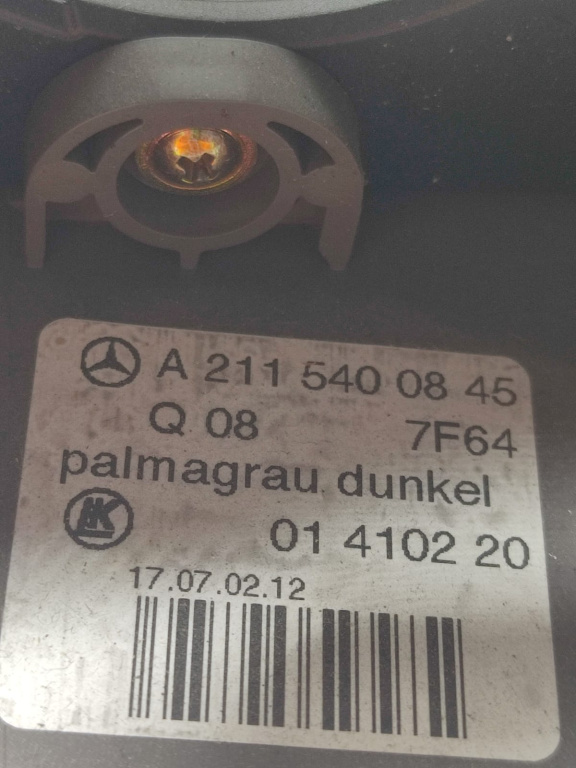 A 211 540 08 45
Q 08 7F64
palmagrau dunkel
K 01 4102 20
17.07.02.12